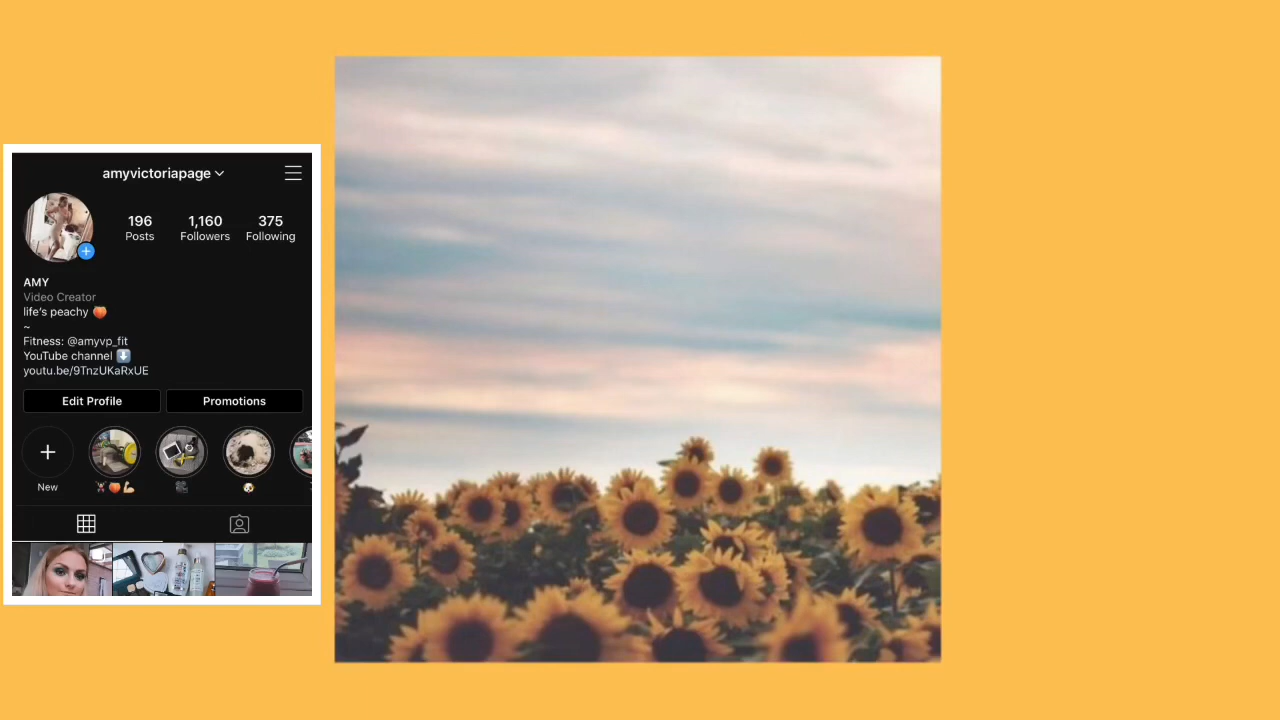 amyvictoriapage
196 1,160 375
Posts Followers Following
AMY
Video Creator
life's peachy 🍑
~
Fitness: @amyvp_fit
YouTube channel ⬇️
youtu.be/9TnzUKaRxUE
Edit Profile Promotions
New